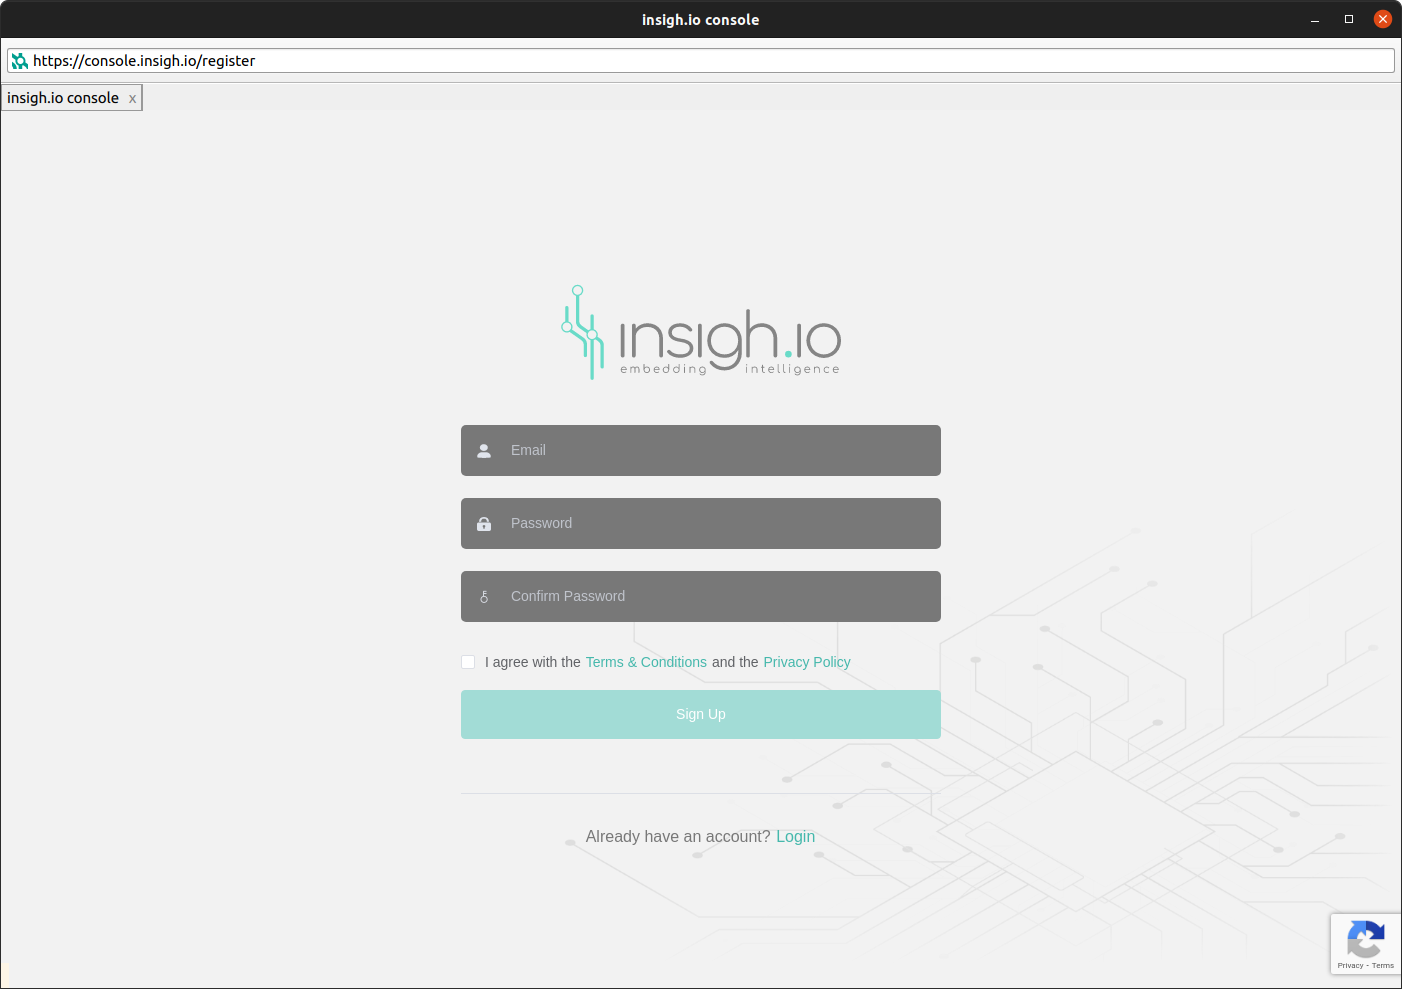 insigh.io console
https://console.insigh.io/register
insigh.io console x
insigh.io
embedding intelligence
Email
Password
Confirm Password
I agree with the Terms & Conditions and the Privacy Policy
Sign Up
Already have an account? Login
Privacy - Terms